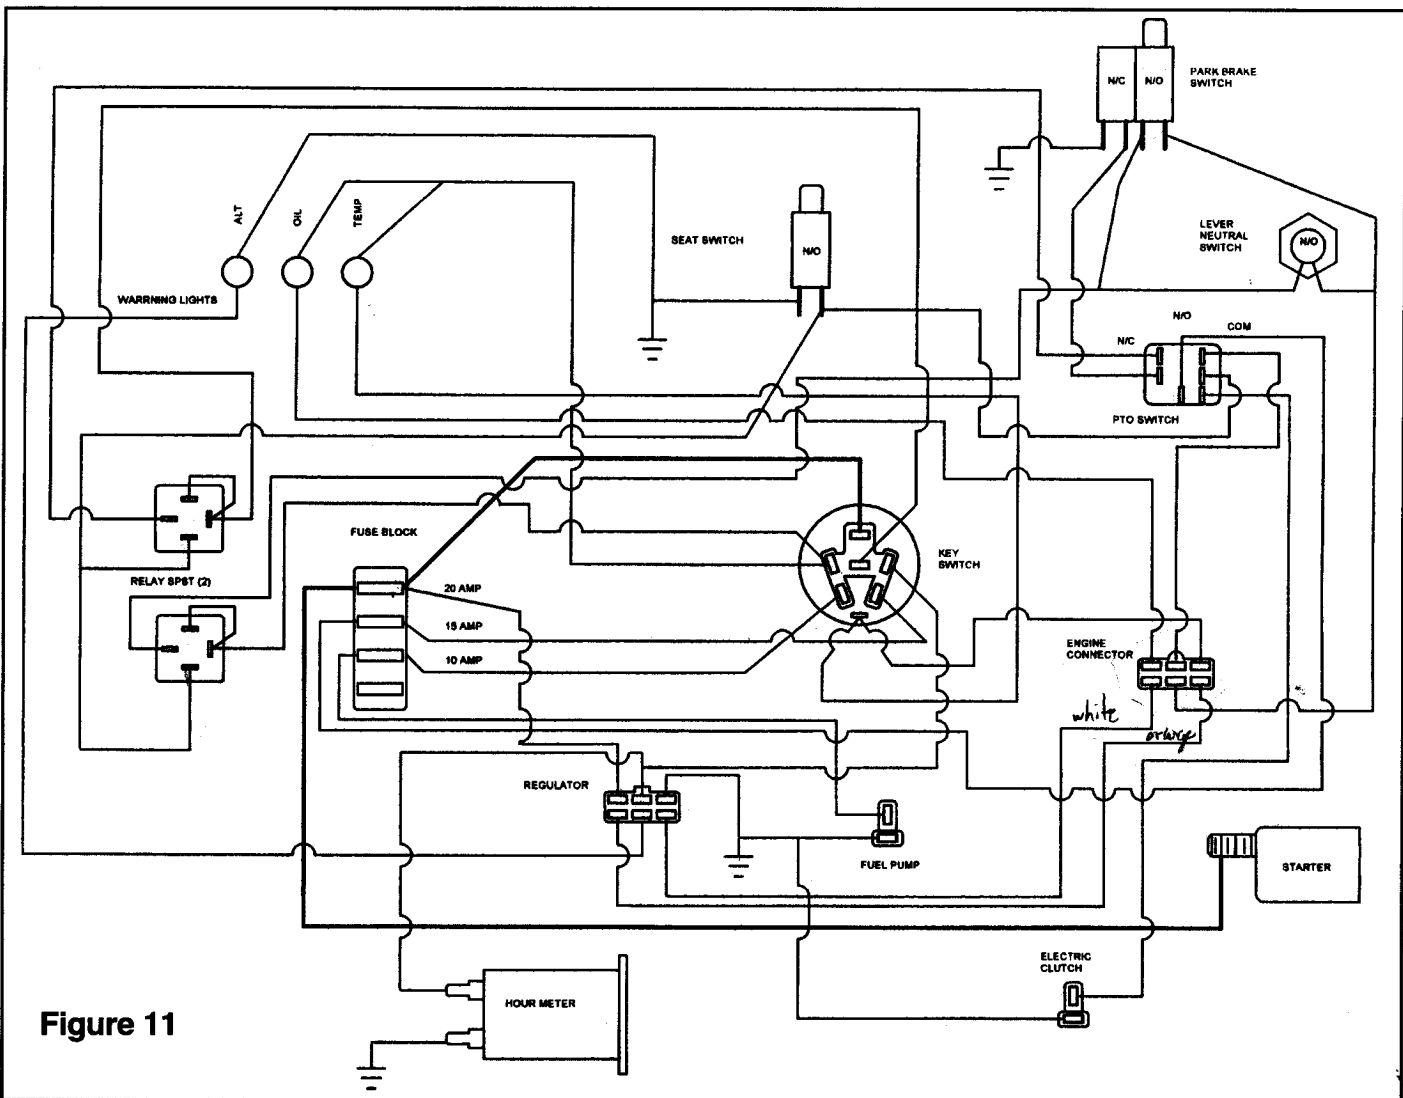 N/C
N/O
PARK BRAKE
SWITCH
ALT
OIL
TEMP
SEAT SWITCH
N/O
LEVER
NEUTRAL
SWITCH
N/O
WARRNING LIGHTS
N/O
COM
N/C
PTO SWITCH
FUSE BLOCK
KEY
SWITCH
RELAY SPST (2)
20 AMP
15 AMP
10 AMP
ENGINE
CONNECTOR
white
orange
REGULATOR
FUEL PUMP
STARTER
ELECTRIC
CLUTCH
HOUR METER
Figure 11